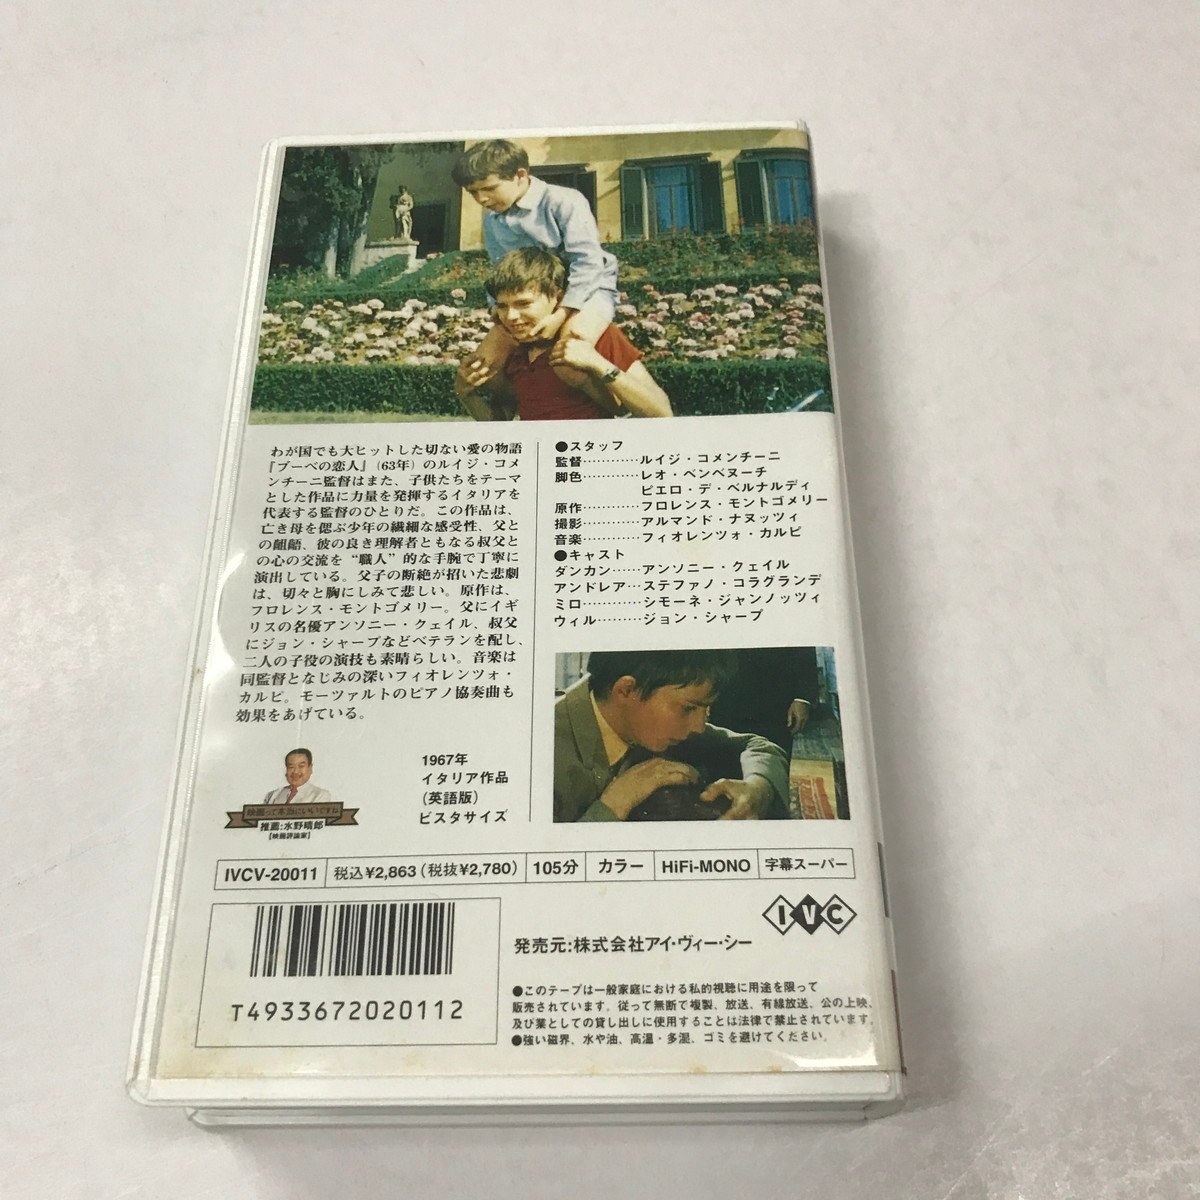 わが国でも大ヒットした切ない愛の物語
『ブーベの恋人』(63年)のルイジ・コメ
ンチーニ監督はまた、子供たちをテーマ
とした作品に力量を発揮するイタリアを
代表する監督のひとりだ。この作品は、
亡き母を偲ぶ少年の繊細な感受性、父と
の齟齬、彼の良き理解者ともなる叔父と
の心の交流を“職人”的な手腕で丁寧に
演出している。父子の断絶が招いた悲劇
は、切々と胸にしみて悲しい。原作は、
フロレンス・モントゴメリー。父にイギ
リスの名優アンソニー・クェイル、叔父
にジョン・シャープなどベテランを配し、
二人の子役の演技も素晴らしい。音楽は
同監督となじみの深いフィオレンツォ・
カルピ。モーツァルトのピアノ協奏曲も
効果をあげている。
●スタッフ
監督…………ルイジ・コメンチーニ
脚色…………レオ・ベンベヌーチ
ピエロ・デ・ベルナルディ
原作…………フロレンス・モントゴメリー
撮影…………アルマンド・ナヌッツィ
音楽…………フィオレンツォ・カルピ
●キャスト
ダンカン……アンソニー・クェイル
アンドレア…ステファノ・コラグランデ
ミロ…………シモーネ・ジャンノッツィ
ウィル………ジョン・シャープ
映画って本当にいいですね
推薦:水野晴郎
[映画評論家]
1967年
イタリア作品
(英語版)
ビスタサイズ
IVCV-20011 税込¥2,863(税抜¥2,780) 105分 カラー HiFi-MONO 字幕スーパー
T4933672020112
IVC
発売元:株式会社アイ・ヴィー・シー
●このテープは一般家庭における私的視聴に用途を限って
販売されています。従って無断で複製、放送、有線放送、公の上映、
及び業としての貸し出しに使用することは法律で禁止されています。
●強い磁界、水や油、高温・多湿、ゴミを避けてください。